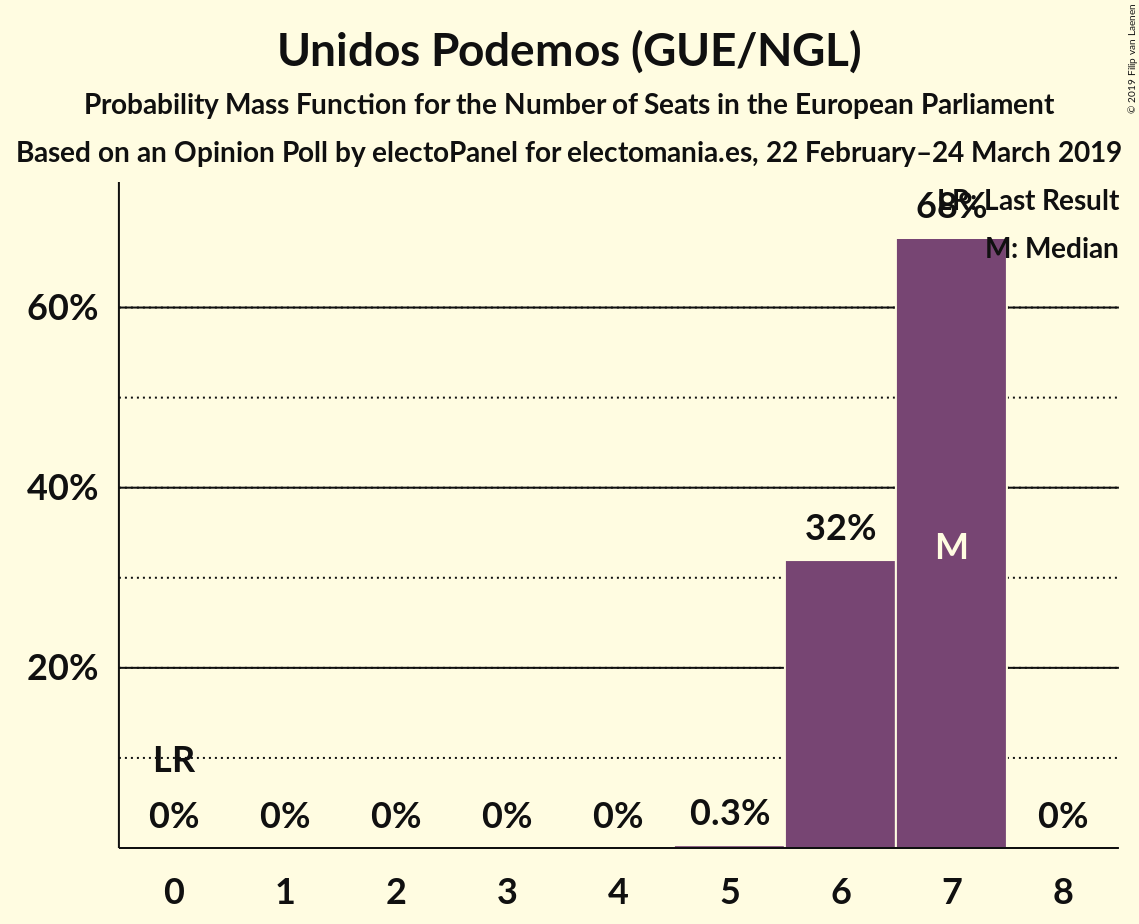 Unidos Podemos (GUE/NGL)
Probability Mass Function for the Number of Seats in the European Parliament
Based on an Opinion Poll by electoPanel for electomania.es, 22 February–24 March 2019
© 2019 Filip van Laenen
LR: Last Result
M: Median
68%
60%
40%
32%
M
20%
LR
0% 0% 0% 0% 0% 0.3% 0%
0 1 2 3 4 5 6 7 8